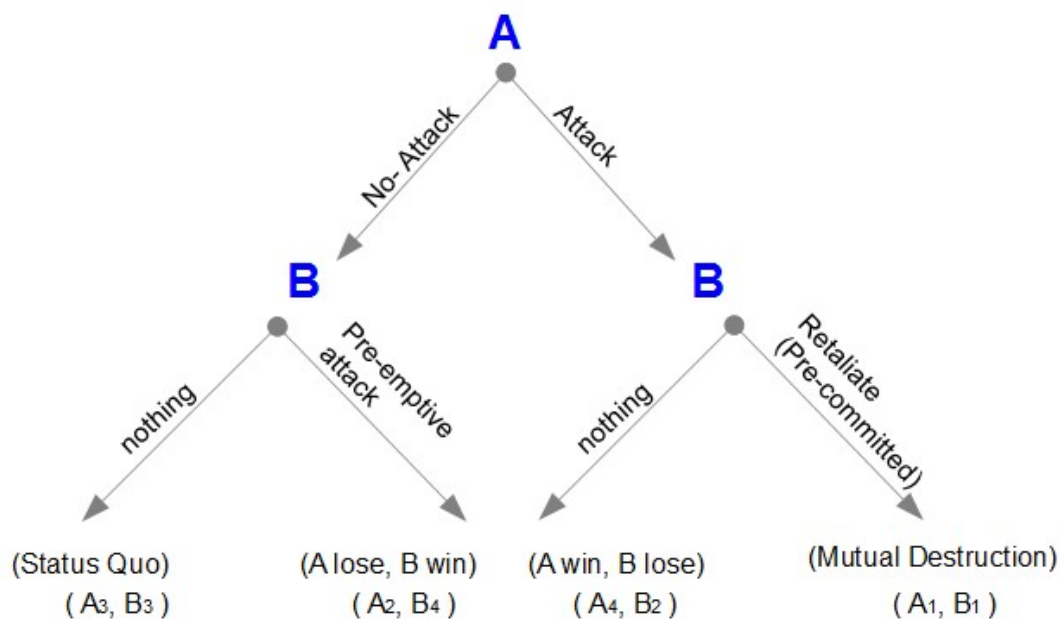 A
No- Attack
Attack
B
B
nothing
Pre-emptive
attack
nothing
Retaliate
(Pre-committed)
(Status Quo)
(A lose, B win)
(A win, B lose)
(Mutual Destruction)
( A3, B3 )
( A2, B4 )
( A4, B2 )
( A1, B1 )